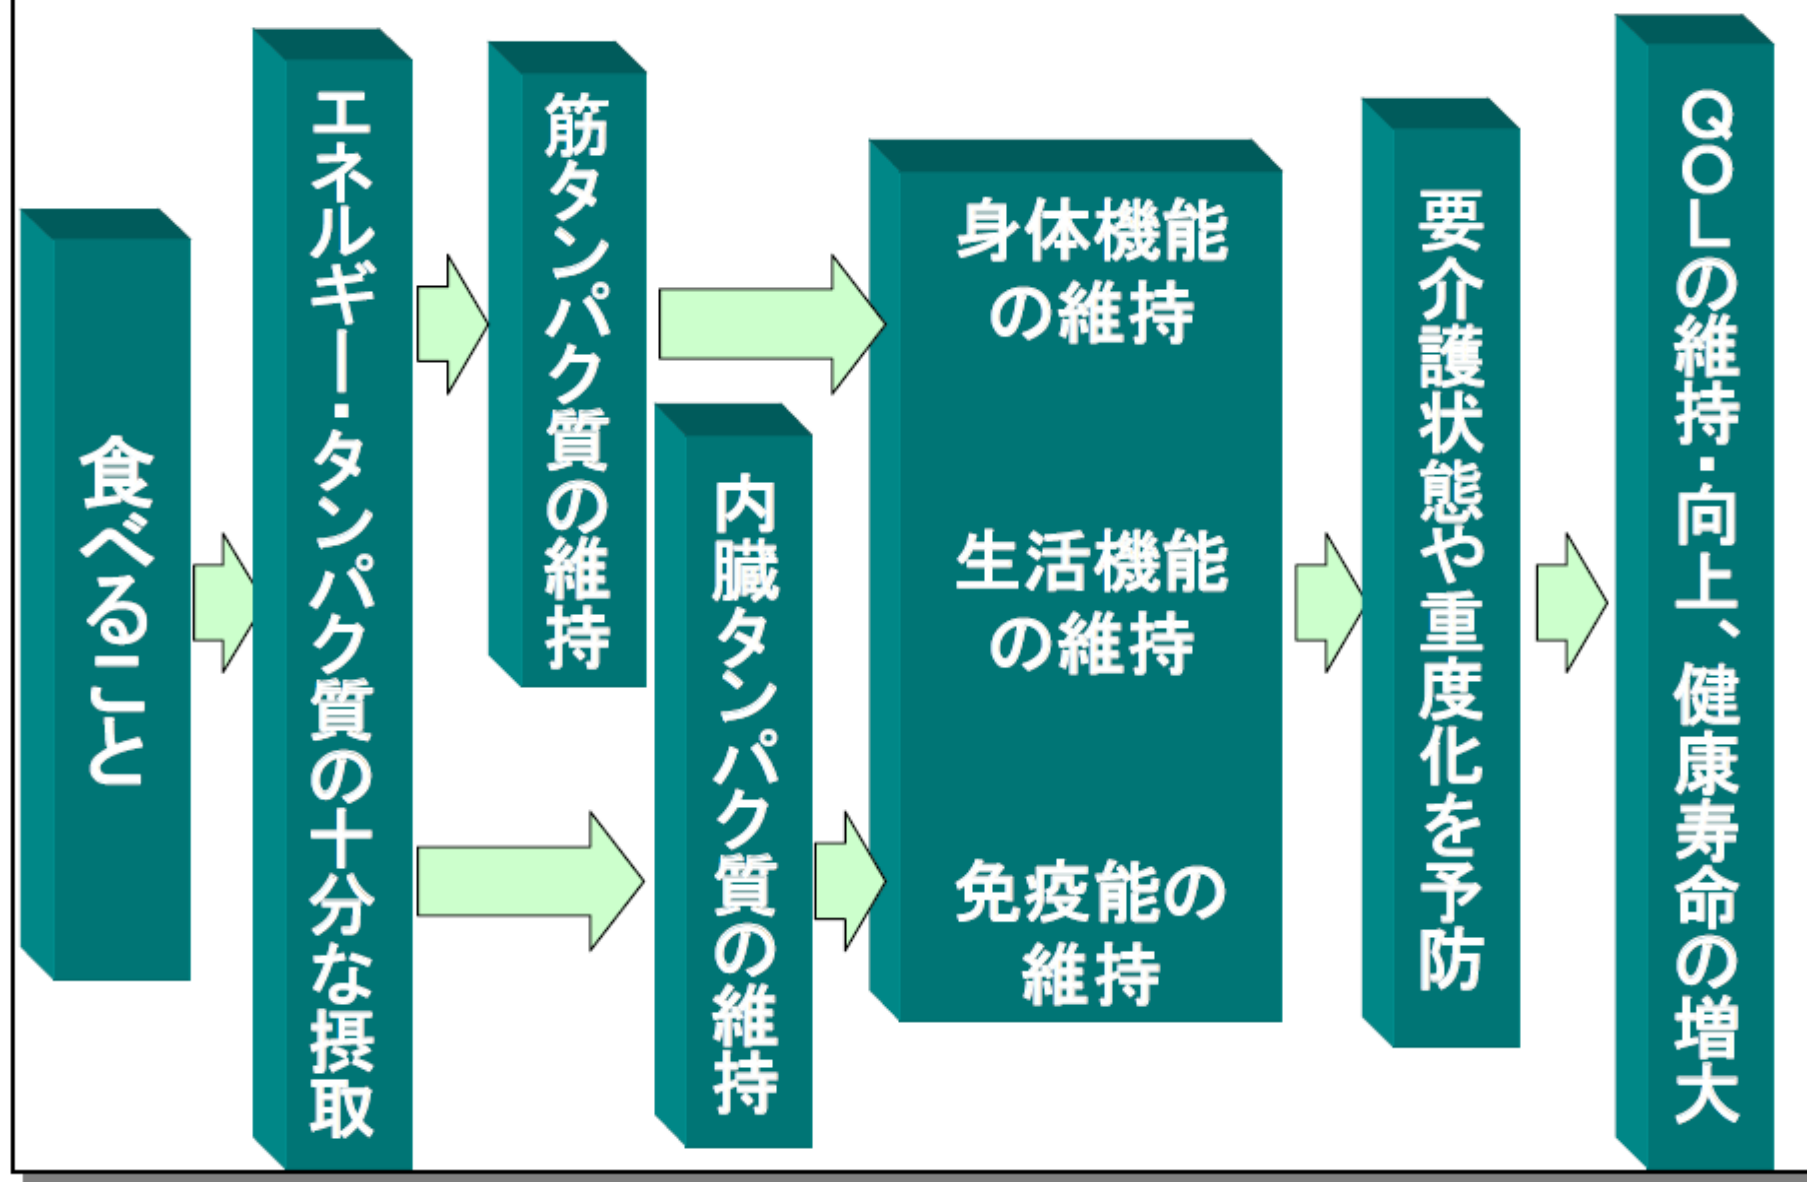 食べること
エネルギー・タンパク質の十分な摂取
筋タンパク質の維持
内臓タンパク質の維持
身体機能
の維持
生活機能
の維持
免疫能の
維持
要介護状態や重度化を予防
ＱＯＬの維持・向上、健康寿命の増大